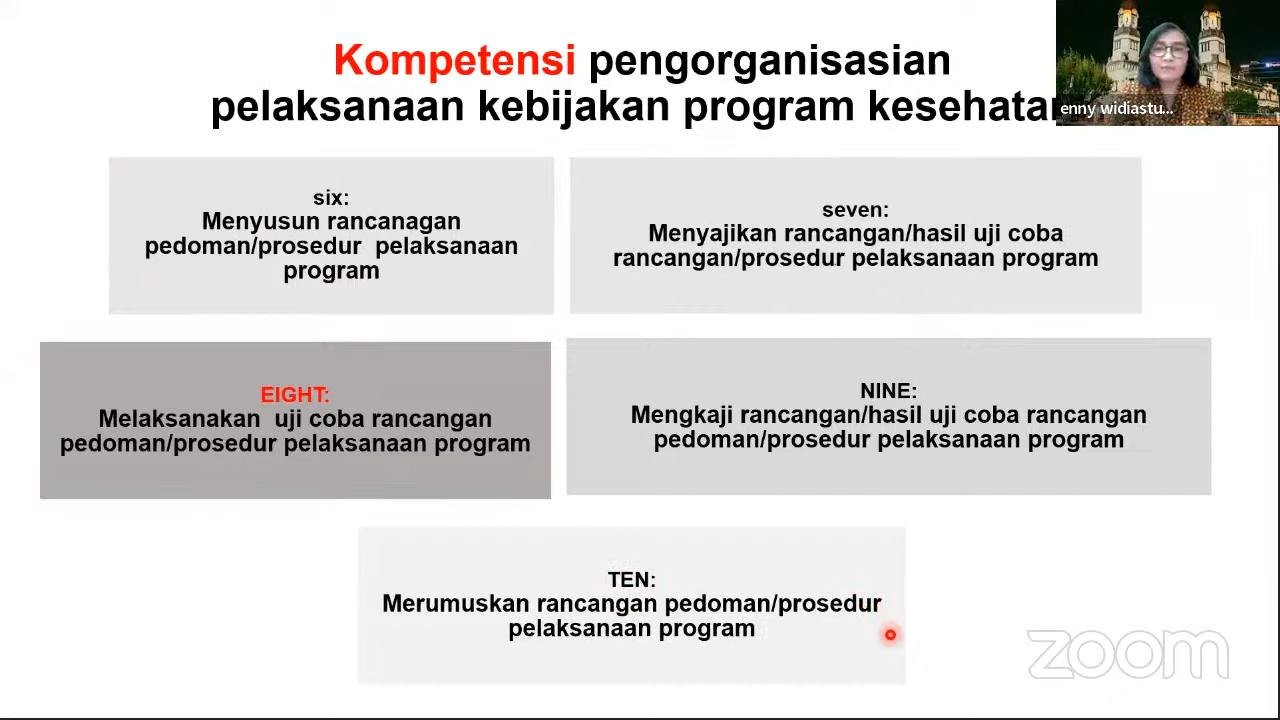 Kompetensi pengorganisasian
pelaksanaan kebijakan program kesehatan
enny widiastu...
six:
Menyusun rancanagan
pedoman/prosedur pelaksanaan
program
seven:
Menyajikan rancangan/hasil uji coba
rancangan/prosedur pelaksanaan program
EIGHT:
Melaksanakan uji coba rancangan
pedoman/prosedur pelaksanaan program
NINE:
Mengkaji rancangan/hasil uji coba rancangan
pedoman/prosedur pelaksanaan program
TEN:
Merumuskan rancangan pedoman/prosedur
pelaksanaan program
zoom